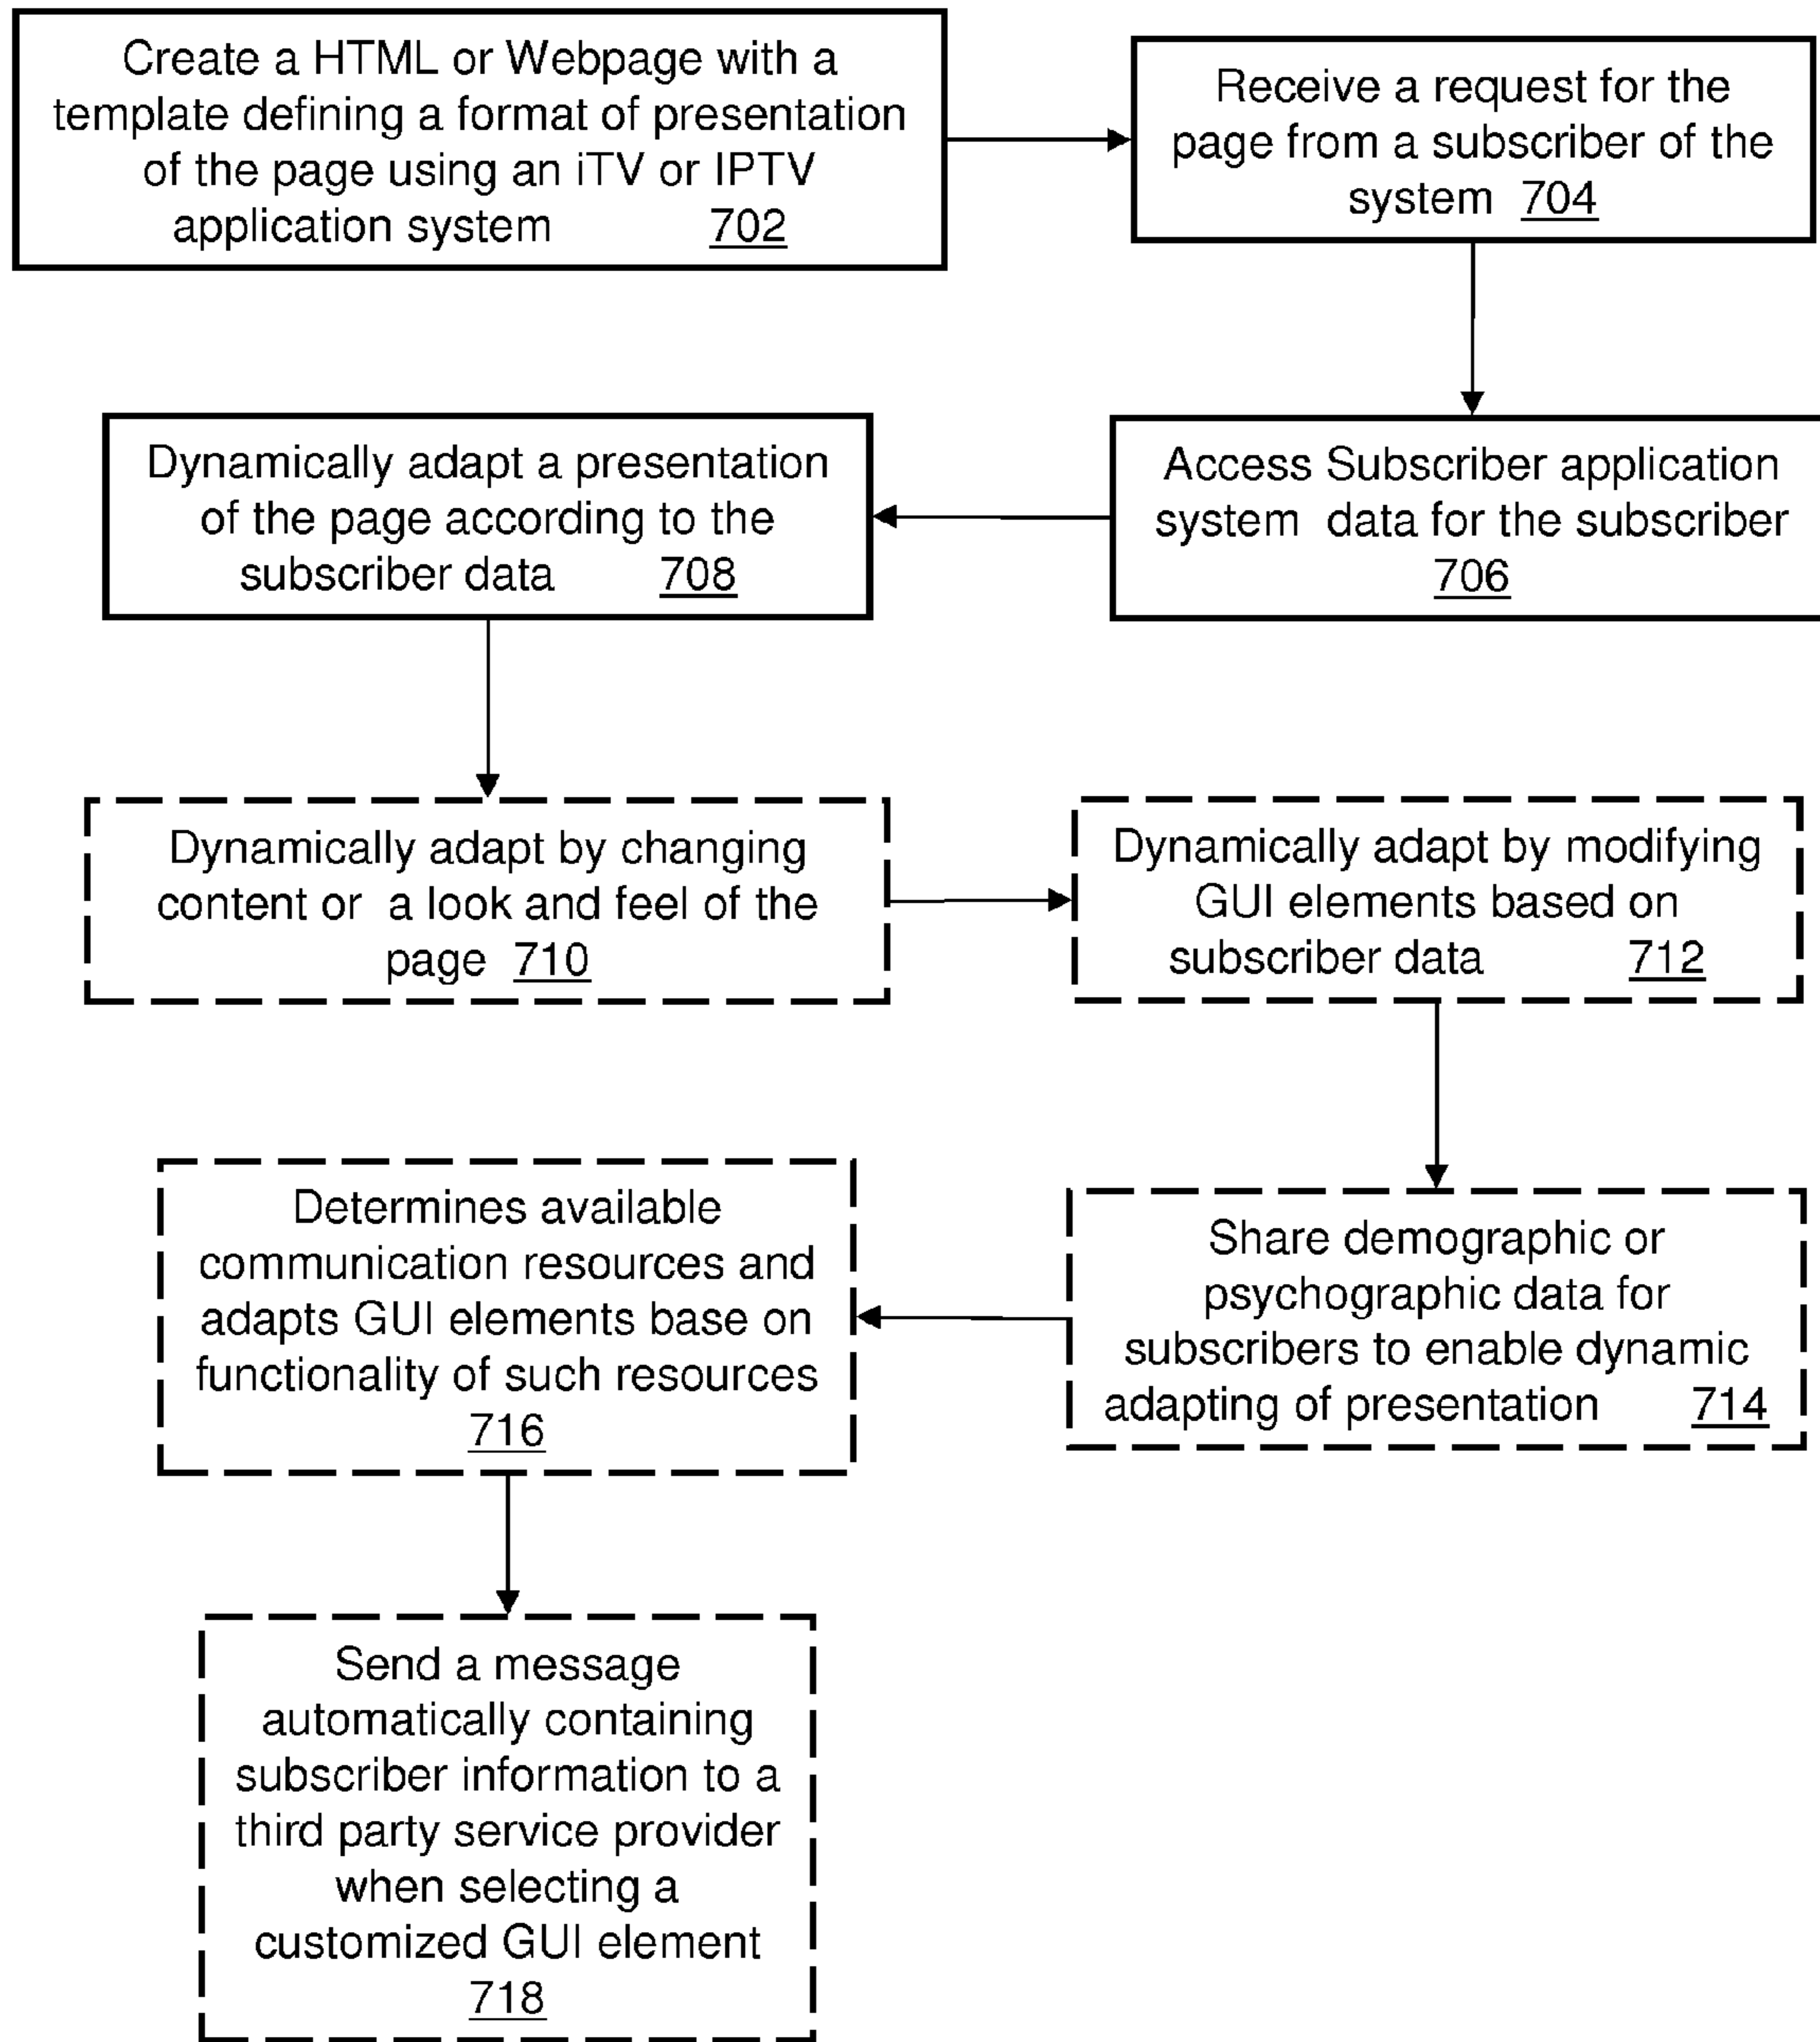 Create a HTML or Webpage with a
template defining a format of presentation
of the page using an iTV or IPTV
application system 702
Receive a request for the
page from a subscriber of the
system 704
Access Subscriber application
system data for the subscriber
706
Dynamically adapt a presentation
of the page according to the
subscriber data 708
Dynamically adapt by changing
content or a look and feel of the
page 710
Dynamically adapt by modifying
GUI elements based on
subscriber data 712
Share demographic or
psychographic data for
subscribers to enable dynamic
adapting of presentation 714
Determines available
communication resources and
adapts GUI elements base on
functionality of such resources
716
Send a message
automatically containing
subscriber information to a
third party service provider
when selecting a
customized GUI element
718